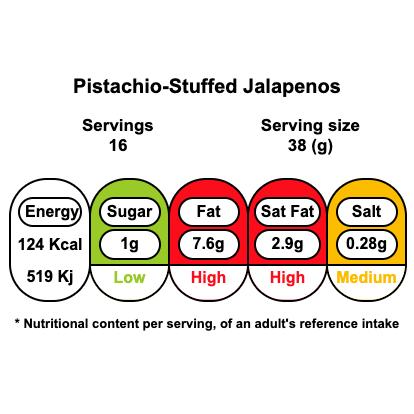 Pistachio-Stuffed Jalapenos
Servings
16
Serving size
38 (g)
Energy
124 Kcal
519 Kj
Sugar
1g
Low
Fat
7.6g
High
Sat Fat
2.9g
High
Salt
0.28g
Medium
* Nutritional content per serving, of an adult's reference intake